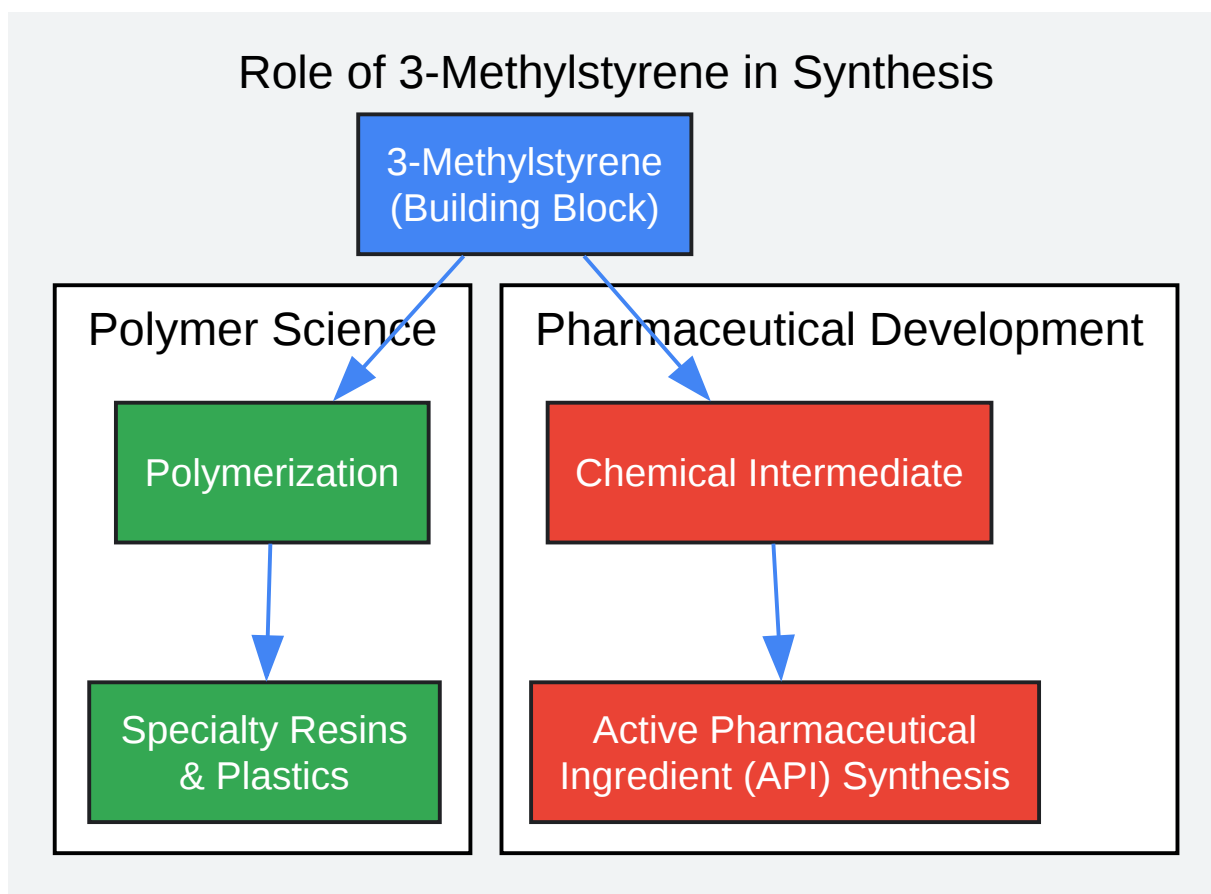 Role of 3-Methylstyrene in Synthesis
3-Methylstyrene
(Building Block)
Polymer Science
Polymerization
Specialty Resins
& Plastics
Pharmaceutical Development
Chemical Intermediate
Active Pharmaceutical
Ingredient (API) Synthesis